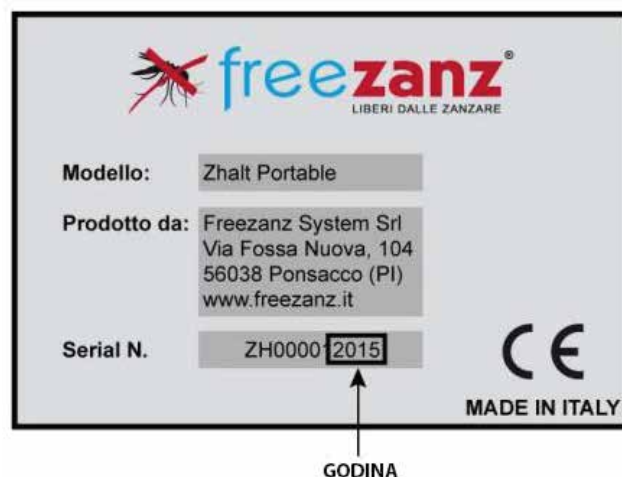 freezanz®
LIBERI DALLE ZANZARE
Modello: Zhalt Portable
Prodotto da: Freezanz System Srl
Via Fossa Nuova, 104
56038 Ponsacco (PI)
www.freezanz.it
Serial N. ZH00001 2015
CE
MADE IN ITALY
GODINA